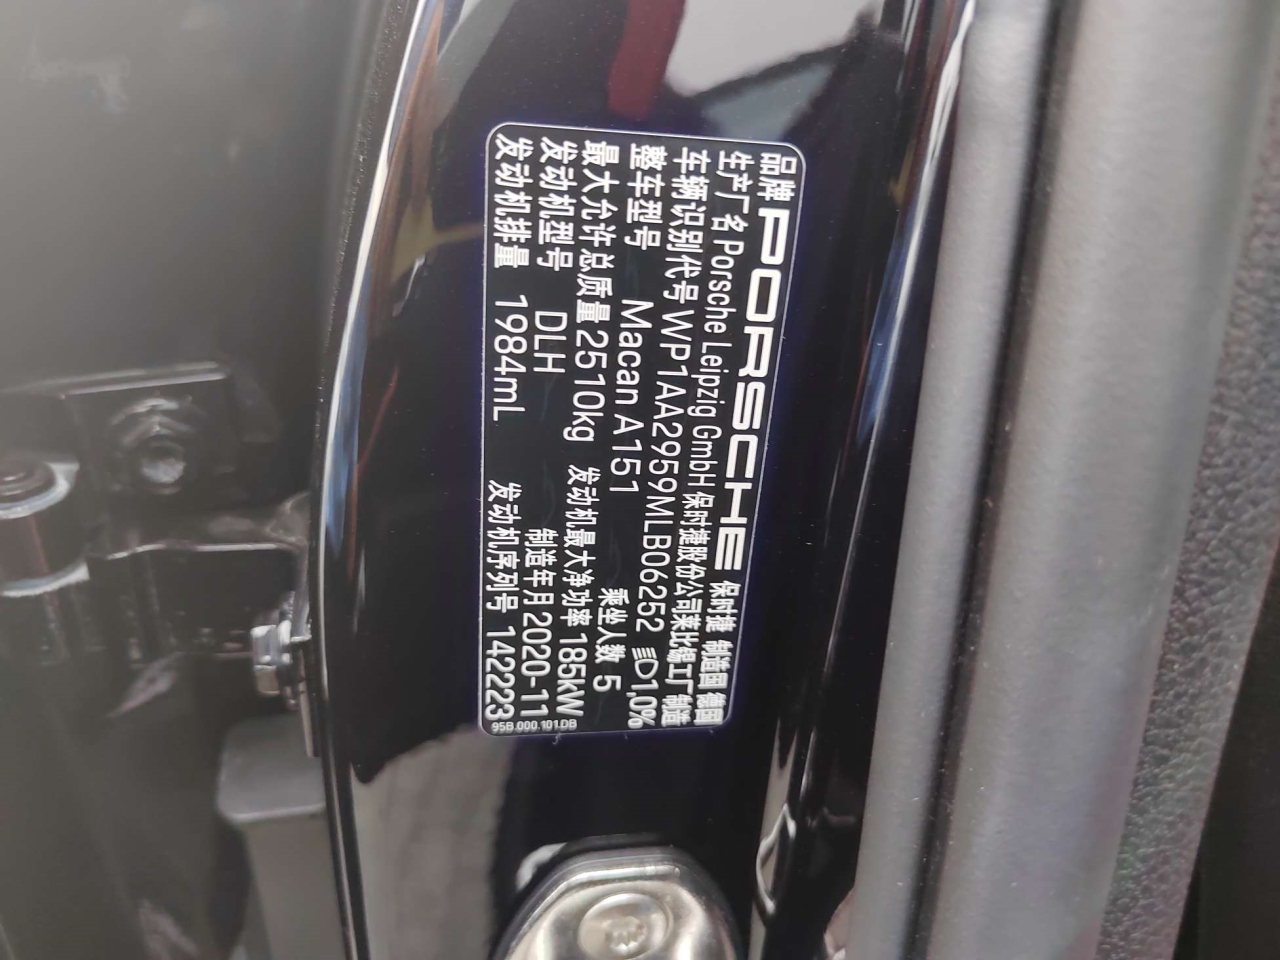 品牌 PORSCHE 保时捷 制造国 德国
生产厂名 Porsche Leipzig GmbH 保时捷股份公司莱比锡工厂制造
车辆识别代号 WP1AA2959MLB06252 1,0%
整车型号 Macan A151 乘坐人数 5
最大允许总质量 2510kg 发动机最大净功率 185kW
发动机型号 DLH 制造年月 2020-11
发动机排量 1984mL 发动机序列号 142223
95B.000.101.DB